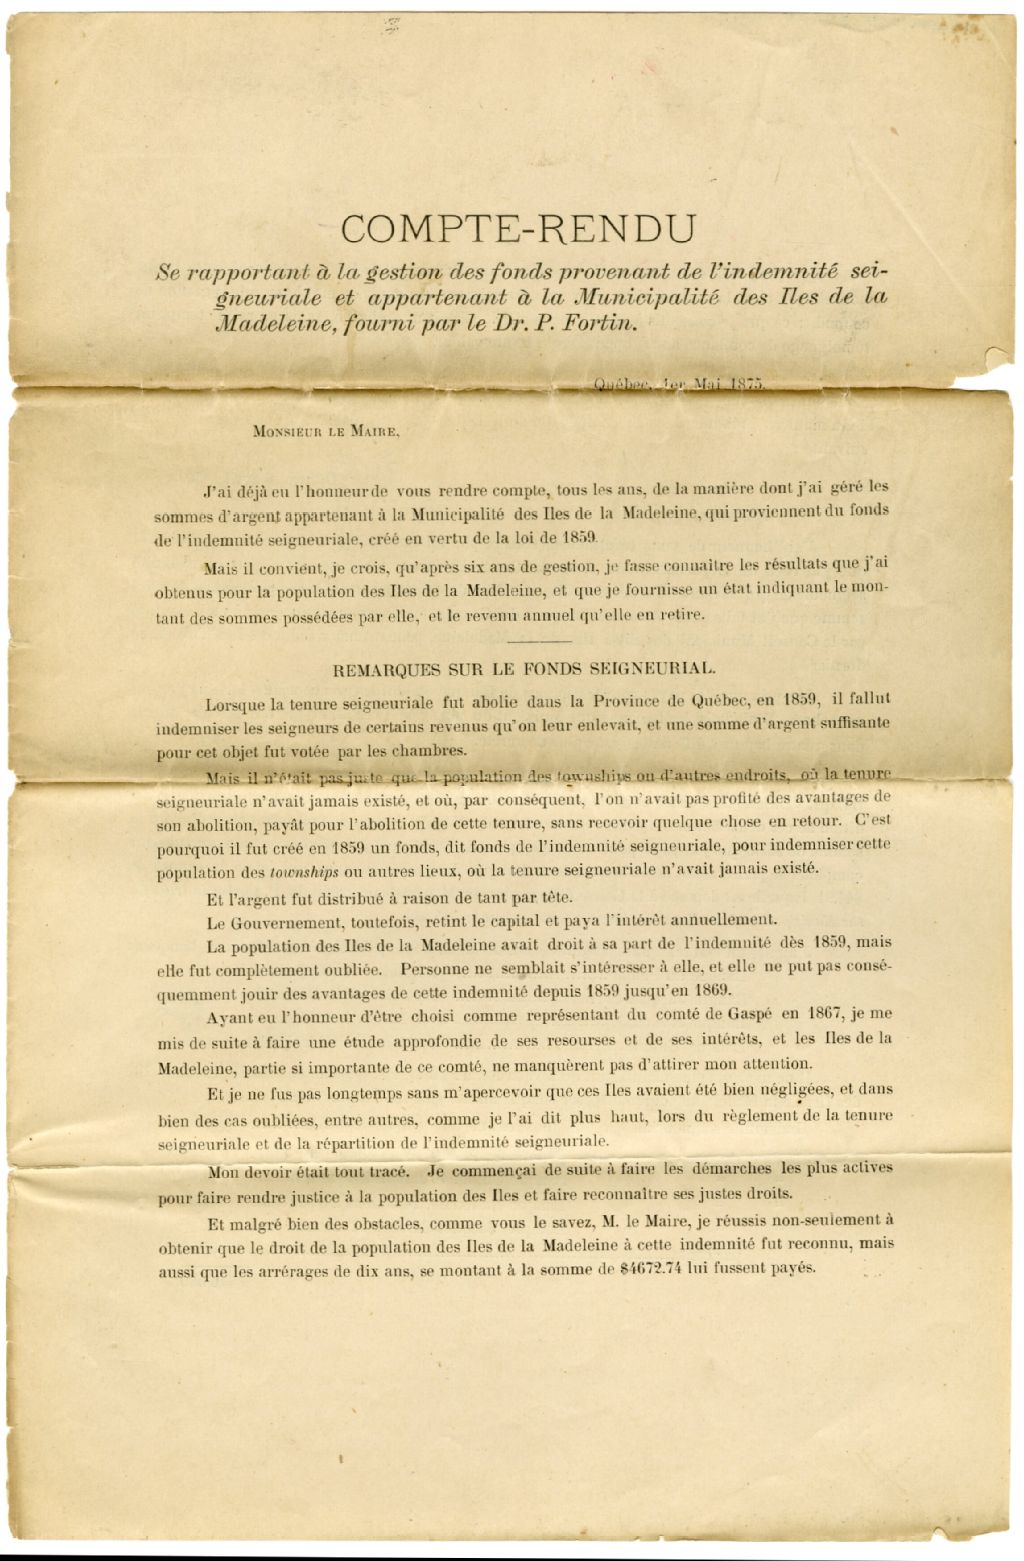 COMPTE-RENDU
Se rapportant à la gestion des fonds provenant de l'indemnité sei-
gneuriale et appartenant à la Municipalité des Iles de la
Madeleine, fourni par le Dr. P. Fortin.
Québec, 1er Mai 1875.
MONSIEUR LE MAIRE,
J'ai déjà eu l'honneur de vous rendre compte, tous les ans, de la manière dont j'ai géré les
sommes d'argent appartenant à la Municipalité des Iles de la Madeleine, qui proviennent du fonds
de l'indemnité seigneuriale, créé en vertu de la loi de 1859.
Mais il convient, je crois, qu'après six ans de gestion, je fasse connaître les résultats que j'ai
obtenus pour la population des Iles de la Madeleine, et que je fournisse un état indiquant le mon-
tant des sommes possédées par elle, et le revenu annuel qu'elle en retire.
REMARQUES SUR LE FONDS SEIGNEURIAL.
Lorsque la tenure seigneuriale fut abolie dans la Province de Québec, en 1859, il fallut
indemniser les seigneurs de certains revenus qu'on leur enlevait, et une somme d'argent suffisante
pour cet objet fut votée par les chambres.
Mais il n'était pas juste que la population des townships ou d'autres endroits, où la tenure
seigneuriale n'avait jamais existé, et où, par conséquent, l'on n'avait pas profité des avantages de
son abolition, payât pour l'abolition de cette tenure, sans recevoir quelque chose en retour. C'est
pourquoi il fut créé en 1859 un fonds, dit fonds de l'indemnité seigneuriale, pour indemniser cette
population des townships ou autres lieux, où la tenure seigneuriale n'avait jamais existé.
Et l'argent fut distribué à raison de tant par tête.
Le Gouvernement, toutefois, retint le capital et paya l'intérêt annuellement.
La population des Iles de la Madeleine avait droit à sa part de l'indemnité dès 1859, mais
elle fut complètement oubliée. Personne ne semblait s'intéresser à elle, et elle ne put pas consé-
quemment jouir des avantages de cette indemnité depuis 1859 jusqu'en 1869.
Ayant eu l'honneur d'être choisi comme représentant du comté de Gaspé en 1867, je me
mis de suite à faire une étude approfondie de ses resourses et de ses intérêts, et les Iles de la
Madeleine, partie si importante de ce comté, ne manquèrent pas d'attirer mon attention.
Et je ne fus pas longtemps sans m'apercevoir que ces Iles avaient été bien négligées, et dans
bien des cas oubliées, entre autres, comme je l'ai dit plus haut, lors du règlement de la tenure
seigneuriale et de la répartition de l'indemnité seigneuriale.
Mon devoir était tout tracé. Je commençai de suite à faire les démarches les plus actives
pour faire rendre justice à la population des Iles et faire reconnaître ses justes droits.
Et malgré bien des obstacles, comme vous le savez, M. le Maire, je réussis non-seulement à
obtenir que le droit de la population des Iles de la Madeleine à cette indemnité fut reconnu, mais
aussi que les arrérages de dix ans, se montant à la somme de $4672.74 lui fussent payés.